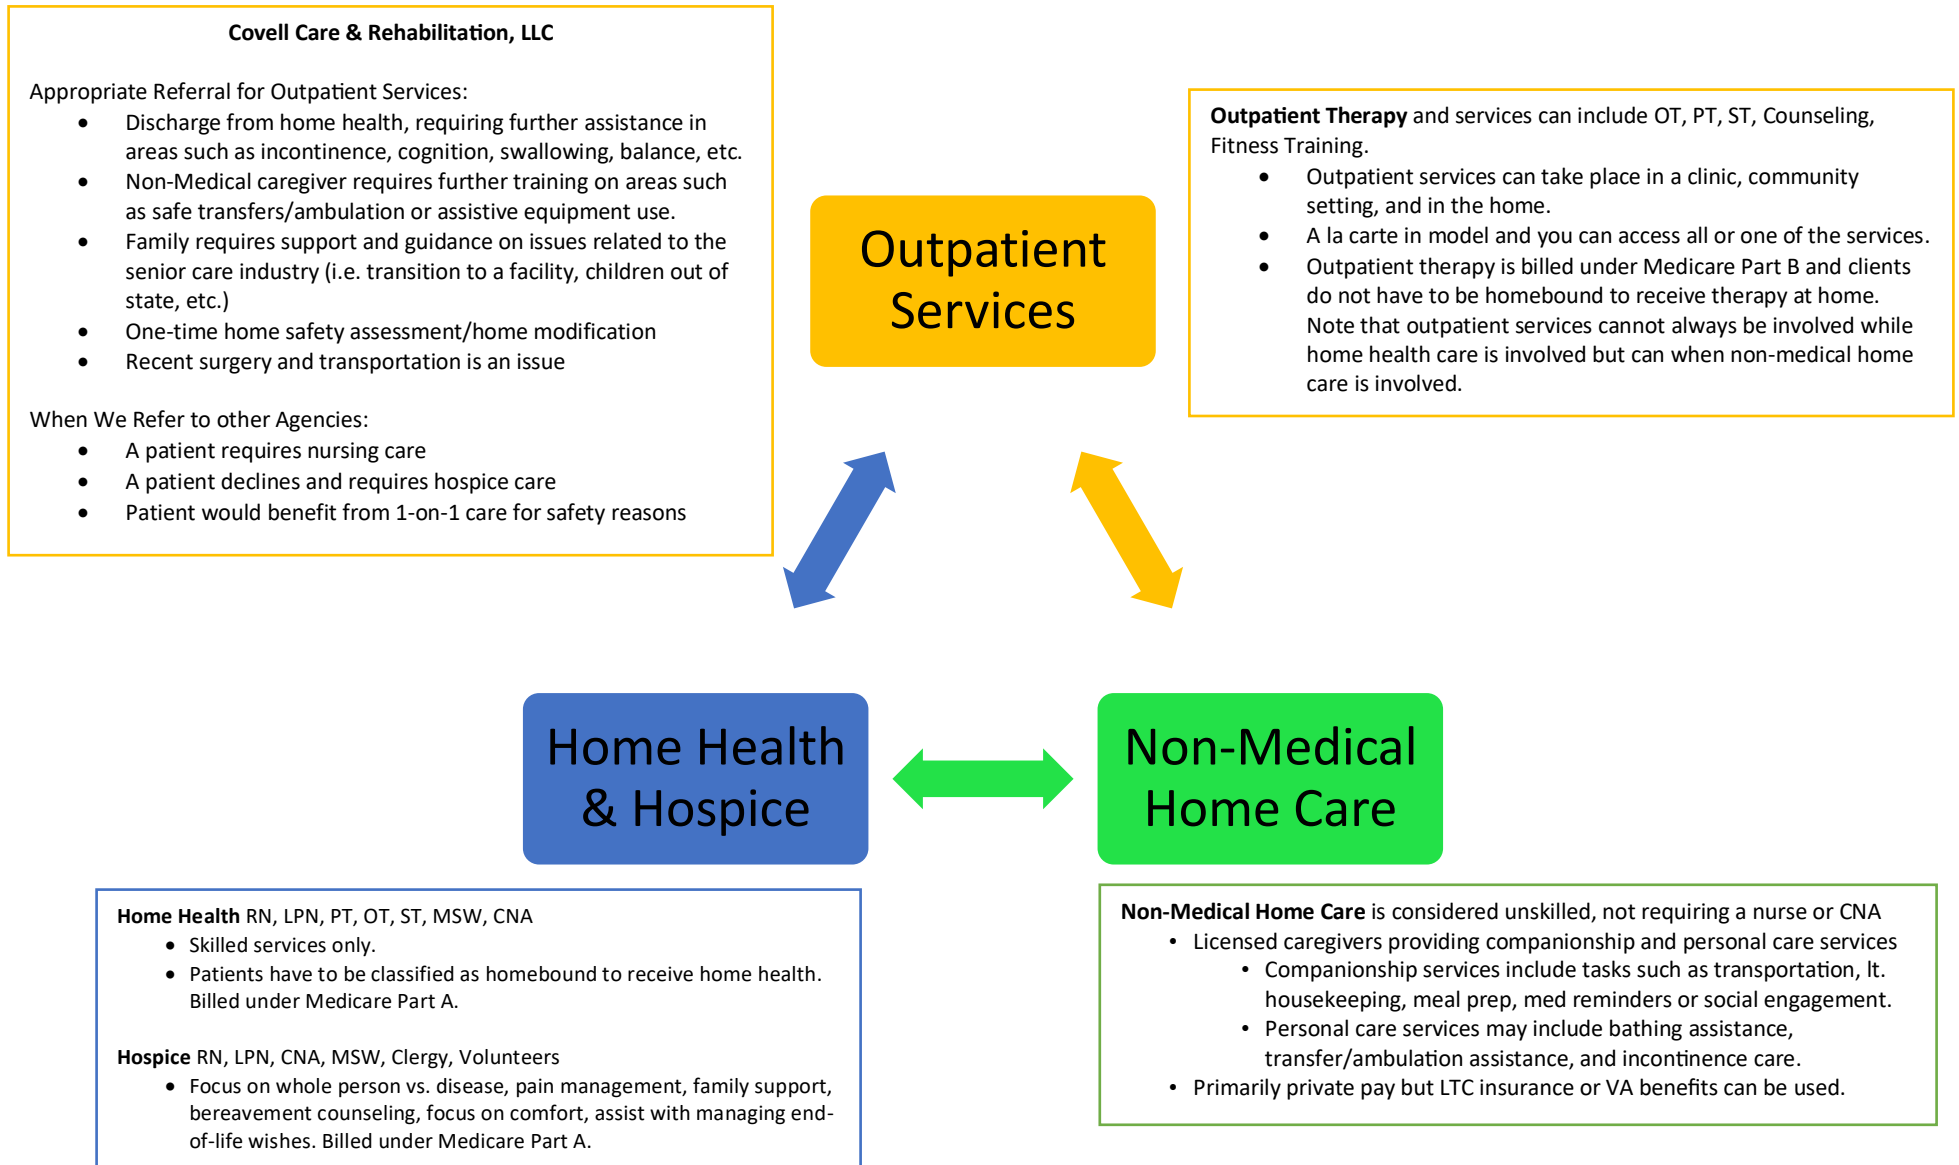 Covell Care & Rehabilitation, LLC
Appropriate Referral for Outpatient Services:
• Discharge from home health, requiring further assistance in
areas such as incontinence, cognition, swallowing, balance, etc.
• Non-Medical caregiver requires further training on areas such
as safe transfers/ambulation or assistive equipment use.
• Family requires support and guidance on issues related to the
senior care industry (i.e. transition to a facility, children out of
state, etc.)
• One-time home safety assessment/home modification
• Recent surgery and transportation is an issue
When We Refer to other Agencies:
• A patient requires nursing care
• A patient declines and requires hospice care
• Patient would benefit from 1-on-1 care for safety reasons
Outpatient
Services
Outpatient Therapy and services can include OT, PT, ST, Counseling,
Fitness Training.
• Outpatient services can take place in a clinic, community
setting, and in the home.
• A la carte in model and you can access all or one of the services.
• Outpatient therapy is billed under Medicare Part B and clients
do not have to be homebound to receive therapy at home.
Note that outpatient services cannot always be involved while
home health care is involved but can when non-medical home
care is involved.
Home Health
& Hospice
Non-Medical
Home Care
Home Health RN, LPN, PT, OT, ST, MSW, CNA
• Skilled services only.
• Patients have to be classified as homebound to receive home health.
Billed under Medicare Part A.
Hospice RN, LPN, CNA, MSW, Clergy, Volunteers
• Focus on whole person vs. disease, pain management, family support,
bereavement counseling, focus on comfort, assist with managing end-
of-life wishes. Billed under Medicare Part A.
Non-Medical Home Care is considered unskilled, not requiring a nurse or CNA
• Licensed caregivers providing companionship and personal care services
• Companionship services include tasks such as transportation, lt.
housekeeping, meal prep, med reminders or social engagement.
• Personal care services may include bathing assistance,
transfer/ambulation assistance, and incontinence care.
• Primarily private pay but LTC insurance or VA benefits can be used.